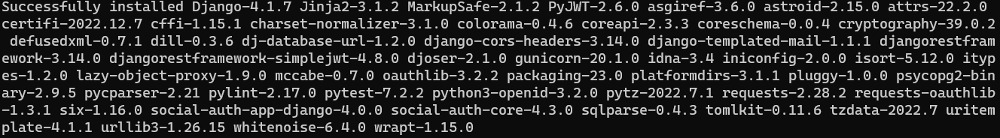 Successfully installed Django-4.1.7 Jinja2-3.1.2 MarkupSafe-2.1.2 PyJWT-2.6.0 asgiref-3.6.0 astroid-2.15.0 attrs-22.2.0
certifi-2022.12.7 cffi-1.15.1 charset-normalizer-3.1.0 colorama-0.4.6 coreapi-2.3.3 coreschema-0.0.4 cryptography-39.0.2
 defusedxml-0.7.1 dill-0.3.6 dj-database-url-1.2.0 django-cors-headers-3.14.0 django-templated-mail-1.1.1 djangorestfram
ework-3.14.0 djangorestframework-simplejwt-4.8.0 djoser-2.1.0 gunicorn-20.1.0 idna-3.4 iniconfig-2.0.0 isort-5.12.0 ityp
es-1.2.0 lazy-object-proxy-1.9.0 mccabe-0.7.0 oauthlib-3.2.2 packaging-23.0 platformdirs-3.1.1 pluggy-1.0.0 psycopg2-bin
ary-2.9.5 pycparser-2.21 pylint-2.17.0 pytest-7.2.2 python3-openid-3.2.0 pytz-2022.7.1 requests-2.28.2 requests-oauthlib
-1.3.1 six-1.16.0 social-auth-app-django-4.0.0 social-auth-core-4.3.0 sqlparse-0.4.3 tomlkit-0.11.6 tzdata-2022.7 uritem
plate-4.1.1 urllib3-1.26.15 whitenoise-6.4.0 wrapt-1.15.0